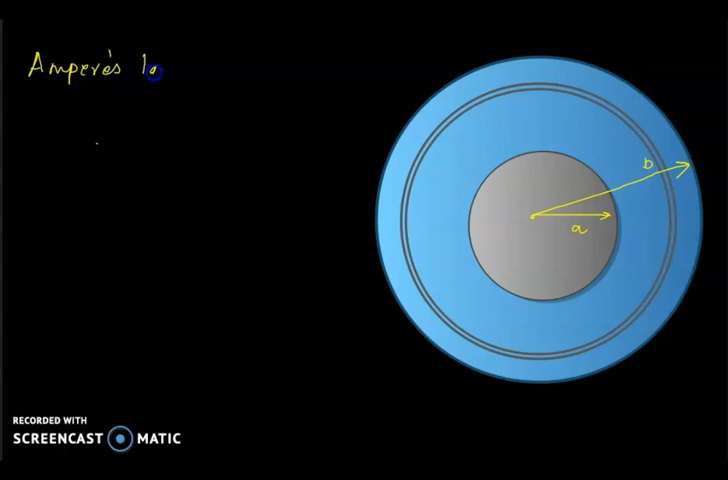 Ampere's la
b
a
RECORDED WITH
SCREENCAST MATIC